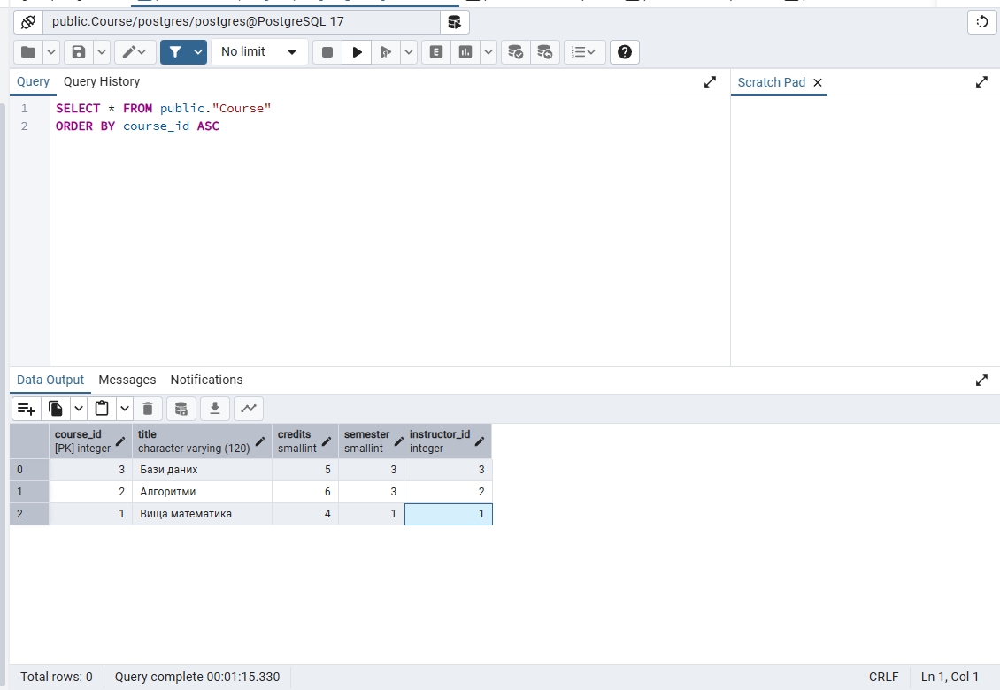 public.Course/postgres/postgres@PostgreSQL 17
No limit
E
Query Query History
Scratch Pad
1 SELECT * FROM public."Course"
2 ORDER BY course_id ASC
Data Output Messages Notifications
course_id title credits semester instructor_id
[PK] integer character varying (120) smallint smallint integer
0 3 Бази даних 5 3 3
1 2 Алгоритми 6 3 2
2 1 Вища математика 4 1 1
Total rows: 0 Query complete 00:01:15.330 CRLF Ln 1, Col 1